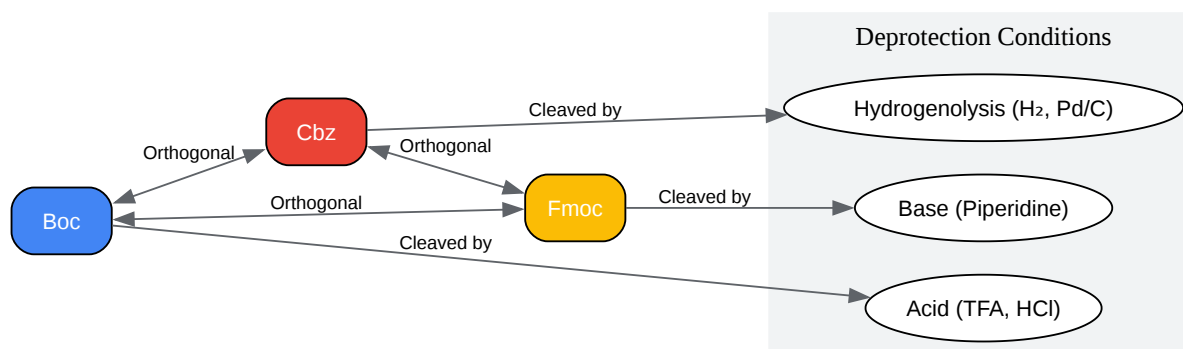 Deprotection Conditions
Cleaved by
Hydrogenolysis (H₂, Pd/C)
Cbz
Orthogonal
Orthogonal
Boc
Orthogonal
Fmoc
Cleaved by
Base (Piperidine)
Cleaved by
Acid (TFA, HCl)